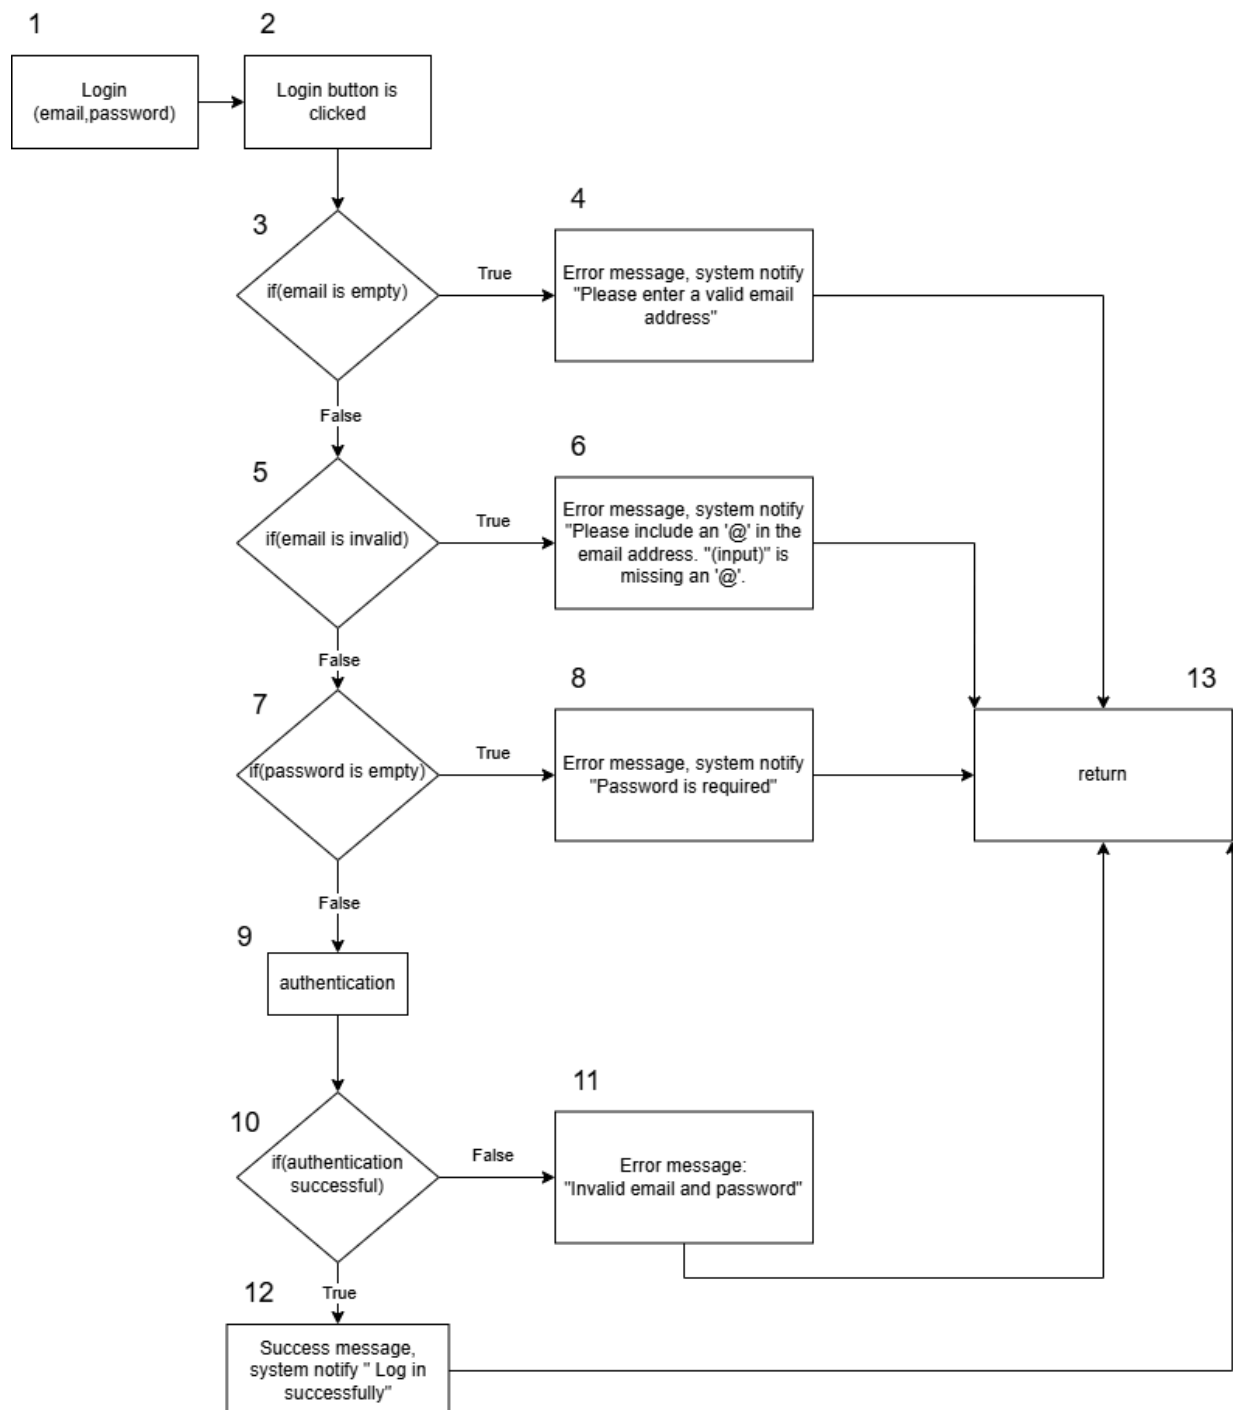 1
2
Login
(email,password)
Login button is
clicked
3
4
if(email is empty)
True
Error message, system notify
"Please enter a valid email
address"
False
5
6
if(email is invalid)
True
Error message, system notify
"Please include an '@' in the
email address. "(input)" is
missing an '@'.
False
7
8
13
if(password is empty)
True
Error message, system notify
"Password is required"
return
False
9
authentication
10
11
if(authentication
successful)
False
Error message:
"Invalid email and password"
True
12
Success message,
system notify " Log in
successfully"